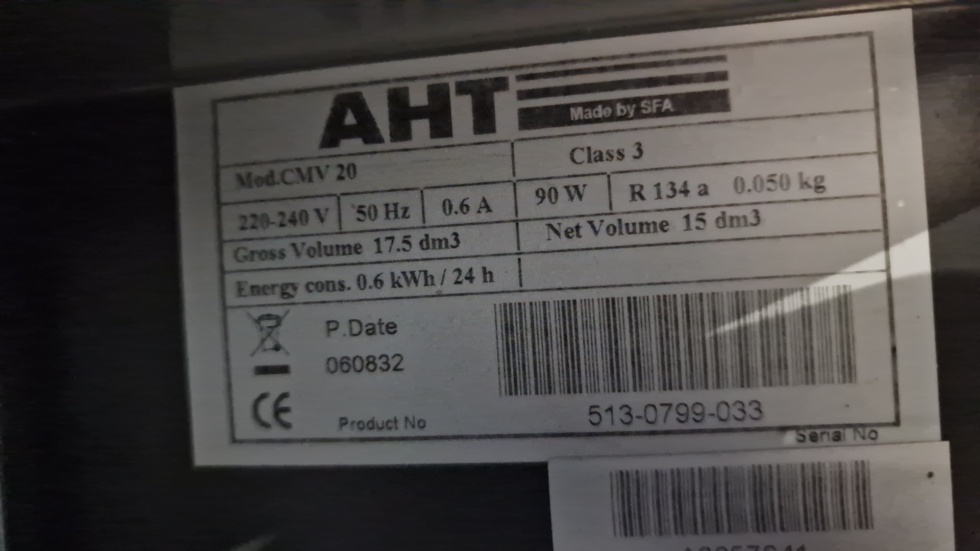 AHT
Made by SFA
Mod.CMV 20 Class 3
220-240 V 50 Hz 0.6 A 90 W R 134 a 0.050 kg
Gross Volume 17.5 dm3 Net Volume 15 dm3
Energy cons. 0.6 kWh / 24 h
P.Date
060832
CE
Product No 513-0799-033
Serial No